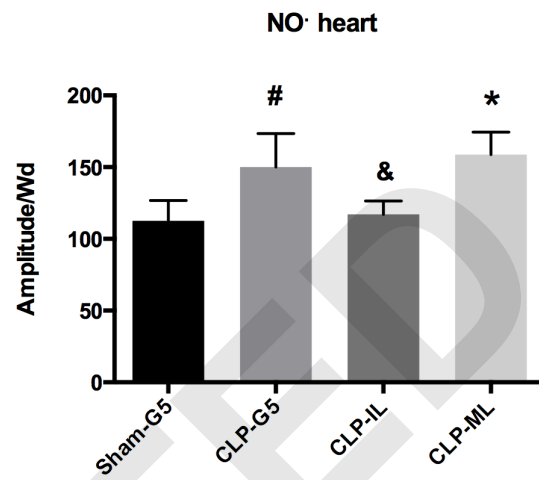 NO· heart
200
150
100
50
0
Amplitude/Wd
#
&
*
Sham-G5
CLP-G5
CLP-IL
CLP-ML